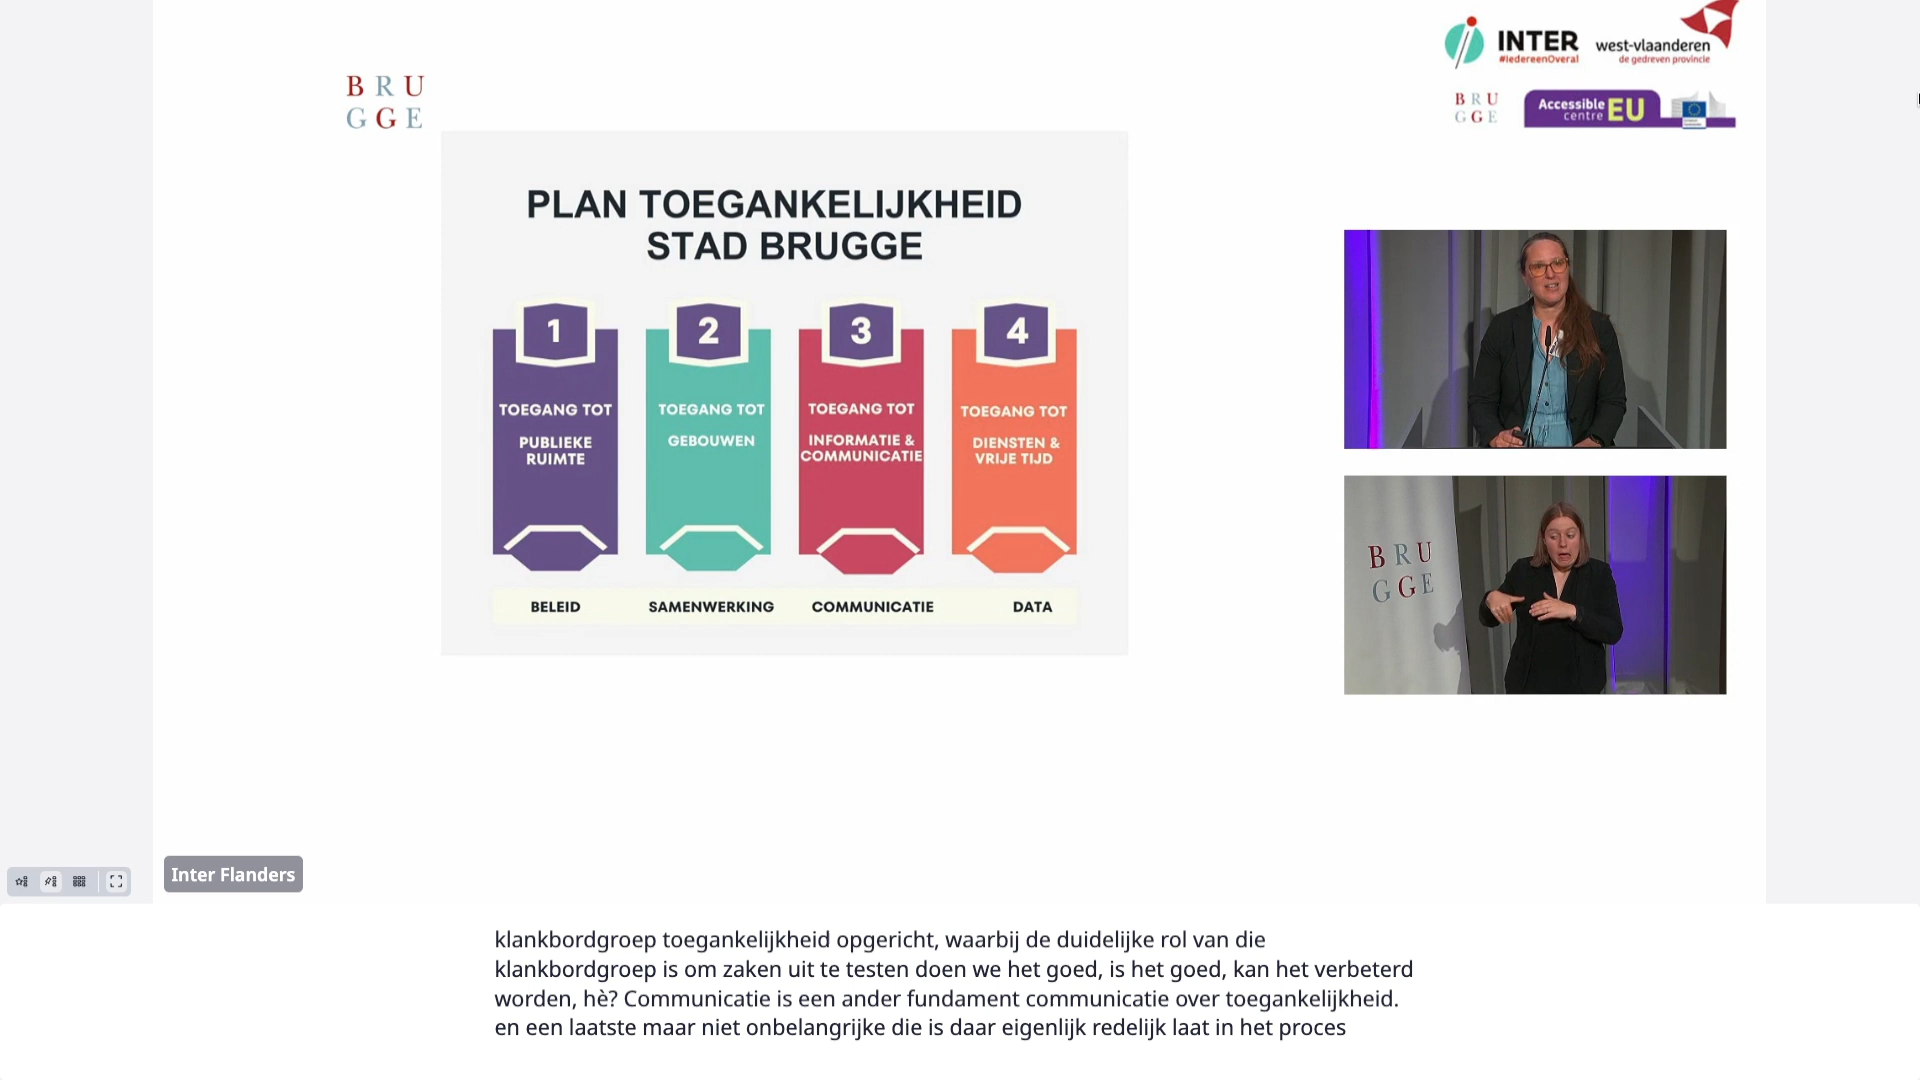 B R U
G G E
INTER
#IedereenOveral
west-vlaanderen
de gedreven provincie
B R U
G G E
Accessible
centre
EU
PLAN TOEGANKELIJKHEID
STAD BRUGGE
1
2
3
4
TOEGANG TOT
PUBLIEKE
RUIMTE
TOEGANG TOT
GEBOUWEN
TOEGANG TOT
INFORMATIE &
COMMUNICATIE
TOEGANG TOT
DIENSTEN &
VRIJE TIJD
BELEID
SAMENWERKING
COMMUNICATIE
DATA
B R U
G G E
Inter Flanders
klankbordgroep toegankelijkheid opgericht, waarbij de duidelijke rol van die
klankbordgroep is om zaken uit te testen doen we het goed, is het goed, kan het verbeterd
worden, hè? Communicatie is een ander fundament communicatie over toegankelijkheid.
en een laatste maar niet onbelangrijke die is daar eigenlijk redelijk laat in het proces